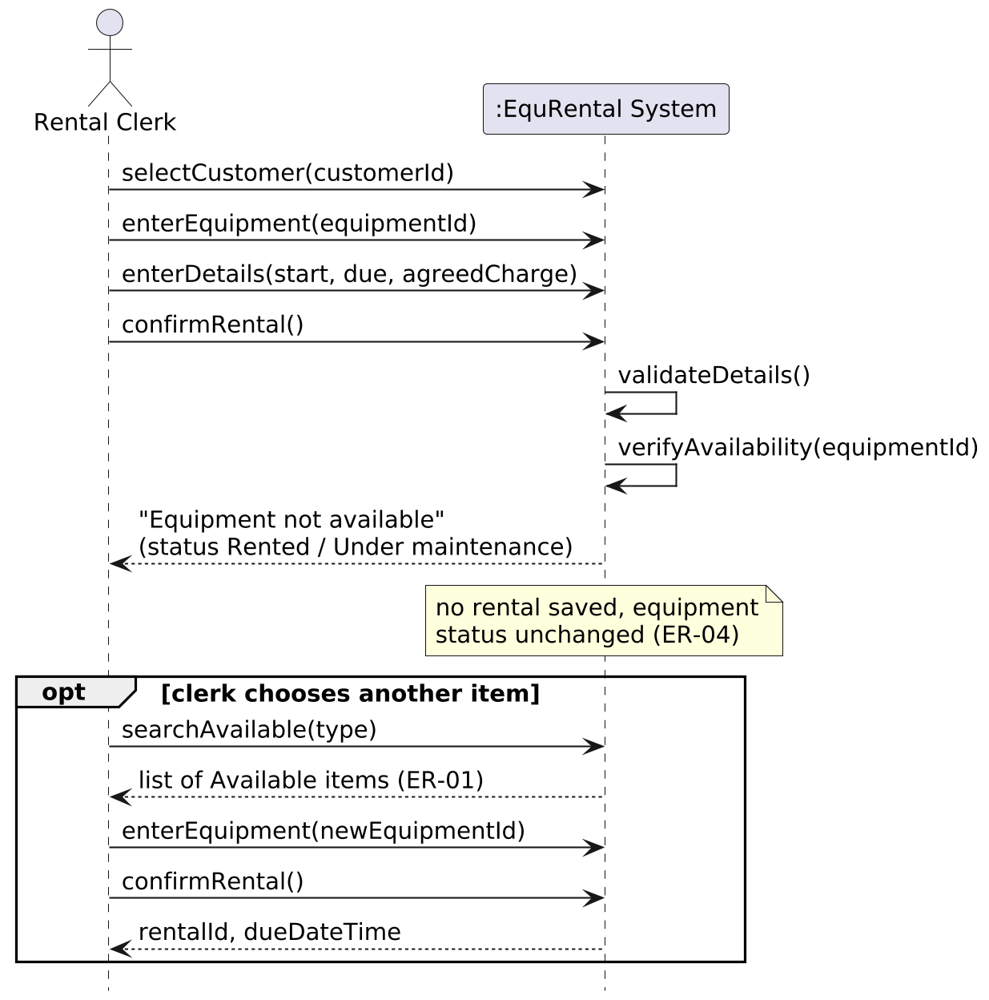 Rental Clerk
:EquRental System
selectCustomer(customerId)
enterEquipment(equipmentId)
enterDetails(start, due, agreedCharge)
confirmRental()
validateDetails()
verifyAvailability(equipmentId)
"Equipment not available"
(status Rented / Under maintenance)
no rental saved, equipment
status unchanged (ER-04)
opt [clerk chooses another item]
searchAvailable(type)
list of Available items (ER-01)
enterEquipment(newEquipmentId)
confirmRental()
rentalId, dueDateTime